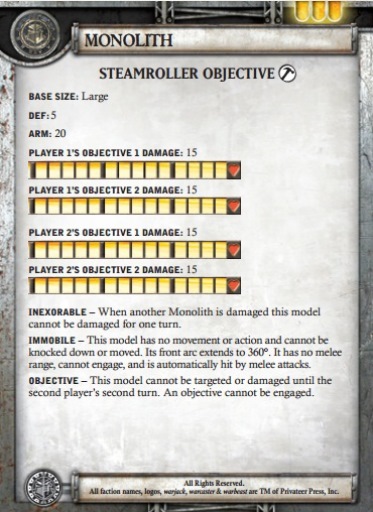 MONOLITH
STEAMROLLER OBJECTIVE
BASE SIZE: Large
DEF: 5
ARM: 20
PLAYER 1'S OBJECTIVE 1 DAMAGE: 15
PLAYER 1'S OBJECTIVE 2 DAMAGE: 15
PLAYER 2'S OBJECTIVE 1 DAMAGE: 15
PLAYER 2'S OBJECTIVE 2 DAMAGE: 15
INEXORABLE – When another Monolith is damaged this model
cannot be damaged for one turn.
IMMOBILE – This model has no movement or action and cannot be
knocked down or moved. Its front arc extends to 360º. It has no melee
range, cannot engage, and is automatically hit by melee attacks.
OBJECTIVE – This model cannot be targeted or damaged until the
second player's second turn. An objective cannot be engaged.
All Rights Reserved.
All faction names, logos, warjack, warcaster & warbeast are TM of Privateer Press, Inc.